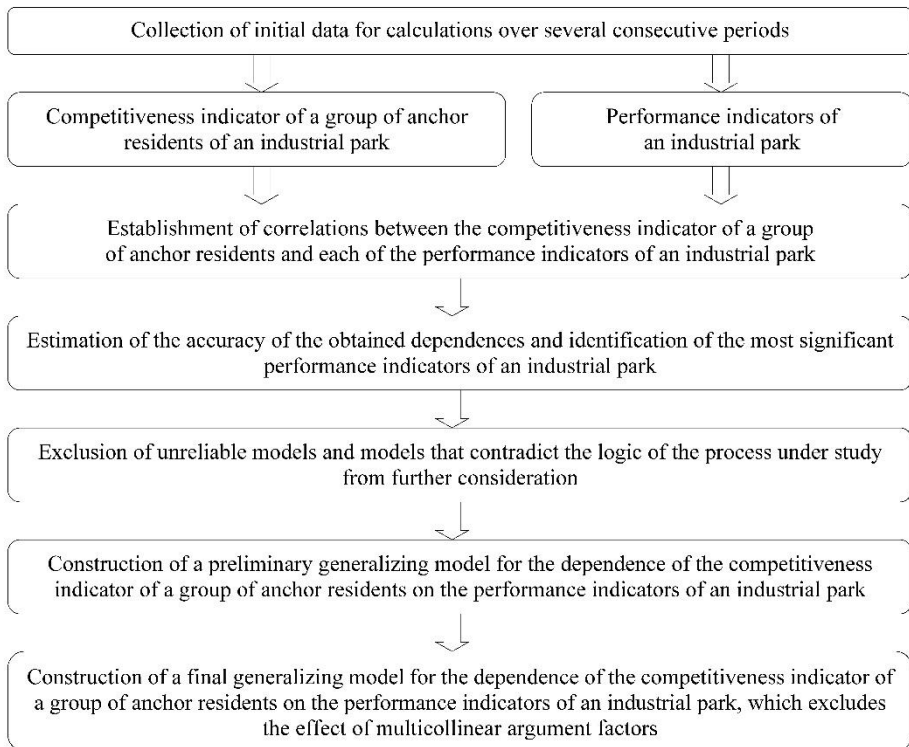 Collection of initial data for calculations over several consecutive periods
Competitiveness indicator of a group of anchor
residents of an industrial park
Performance indicators of
an industrial park
Establishment of correlations between the competitiveness indicator of a group
of anchor residents and each of the performance indicators of an industrial park
Estimation of the accuracy of the obtained dependences and identification of the most significant
performance indicators of an industrial park
Exclusion of unreliable models and models that contradict the logic of the process under study
from further consideration
Construction of a preliminary generalizing model for the dependence of the competitiveness
indicator of a group of anchor residents on the performance indicators of an industrial park
Construction of a final generalizing model for the dependence of the competitiveness indicator of
a group of anchor residents on the performance indicators of an industrial park, which excludes
the effect of multicollinear argument factors